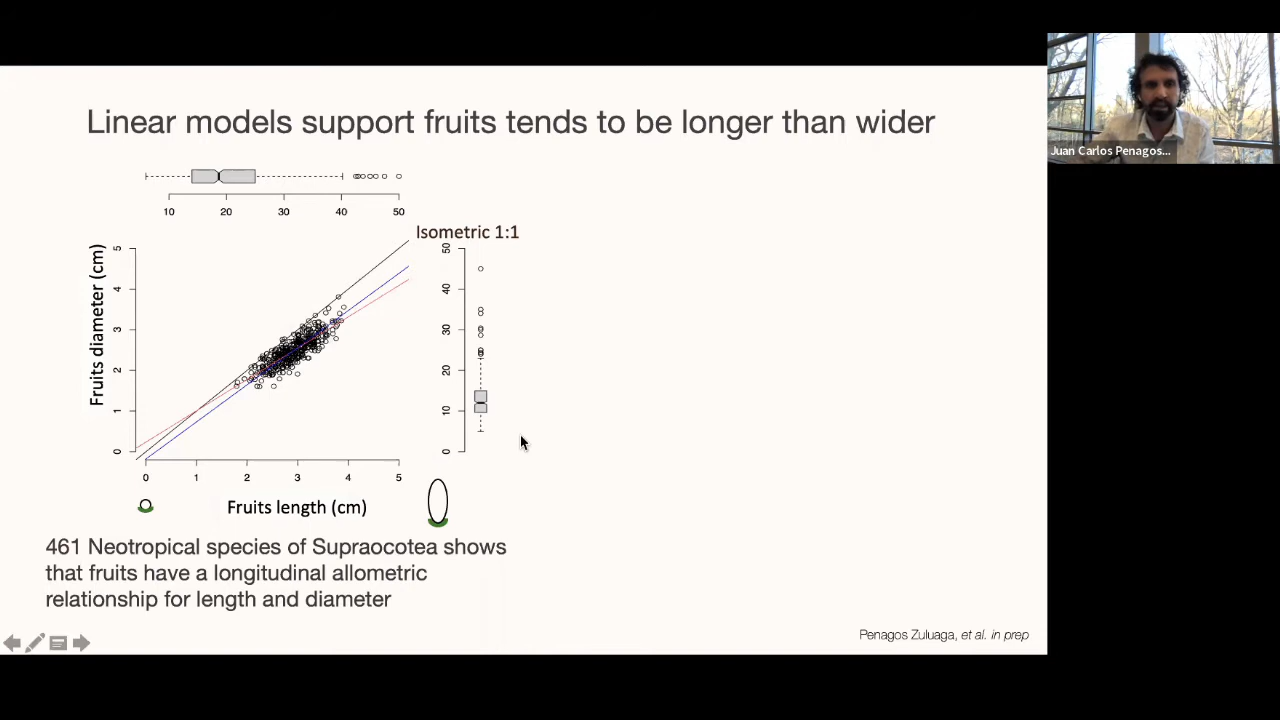 Linear models support fruits tends to be longer than wider
Juan Carlos Penagos...
10 20 30 40 50
Isometric 1:1
Fruits diameter (cm)
5
4
3
2
1
0
50
40
30
20
10
0
0 1 2 3 4 5
Fruits length (cm)
461 Neotropical species of Supraocotea shows
that fruits have a longitudinal allometric
relationship for length and diameter
Penagos Zuluaga, et al. in prep